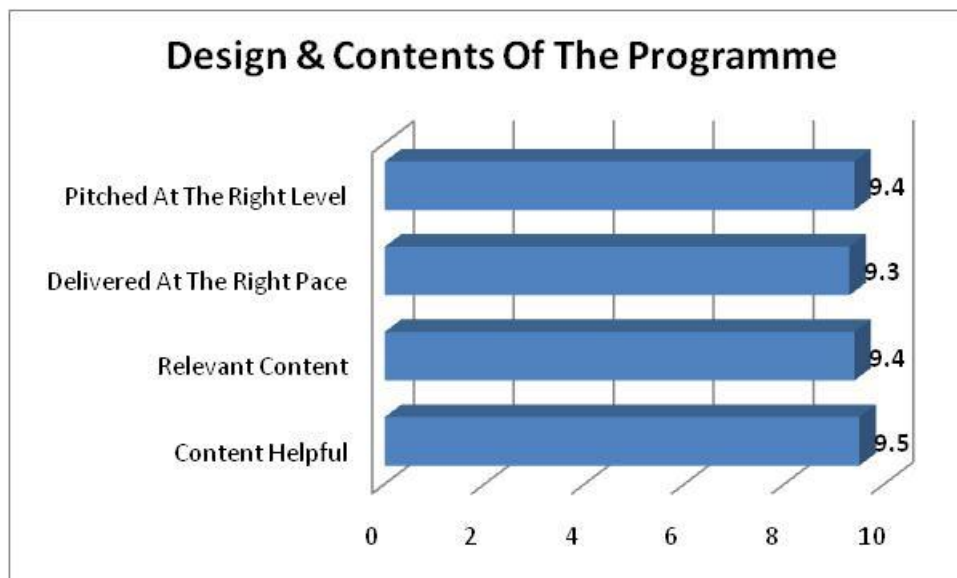 Design & Contents Of The Programme
Pitched At The Right Level
9.4
Delivered At The Right Pace
9.3
Relevant Content
9.4
Content Helpful
9.5
0 2 4 6 8 10